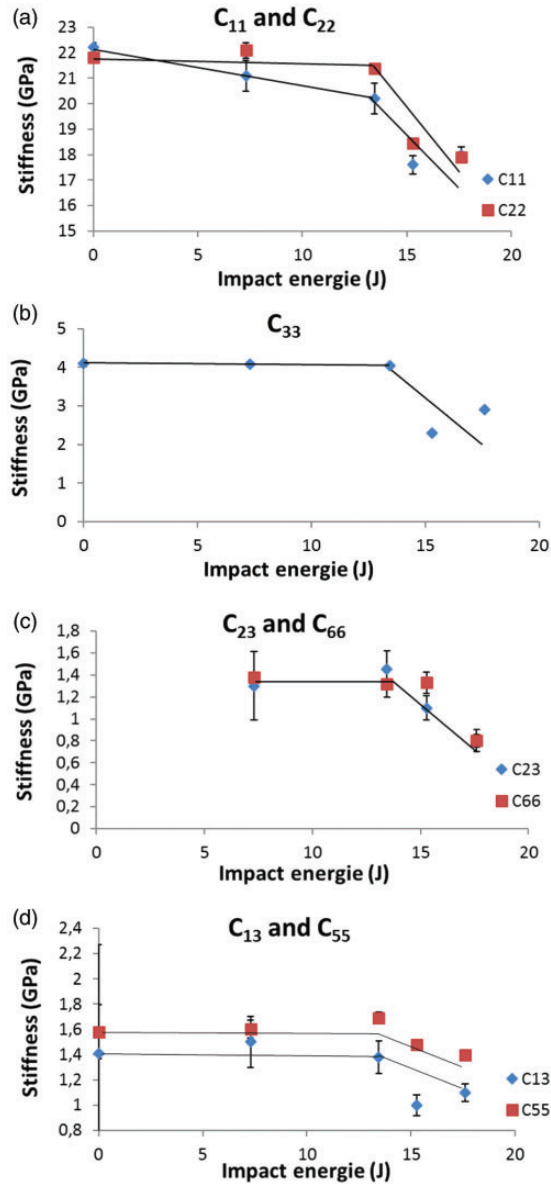 (a)
C11 and C22
Stiffness (GPa)
23
22
21
20
19
18
17
16
15
0 5 10 15 20
Impact energie (J)
C11
C22
(b)
C33
Stiffness (GPa)
5
4
3
2
1
0
0 5 10 15 20
Impact energie (J)
(c)
C23 and C66
Stiffness (GPa)
1,8
1,6
1,4
1,2
1
0,8
0,6
0,4
0,2
0
0 5 10 15 20
Impact energie (J)
C23
C66
(d)
C13 and C55
Stiffness (GPa)
2,4
2,2
2
1,8
1,6
1,4
1,2
1
0,8
0 5 10 15 20
Impact energie (J)
C13
C55